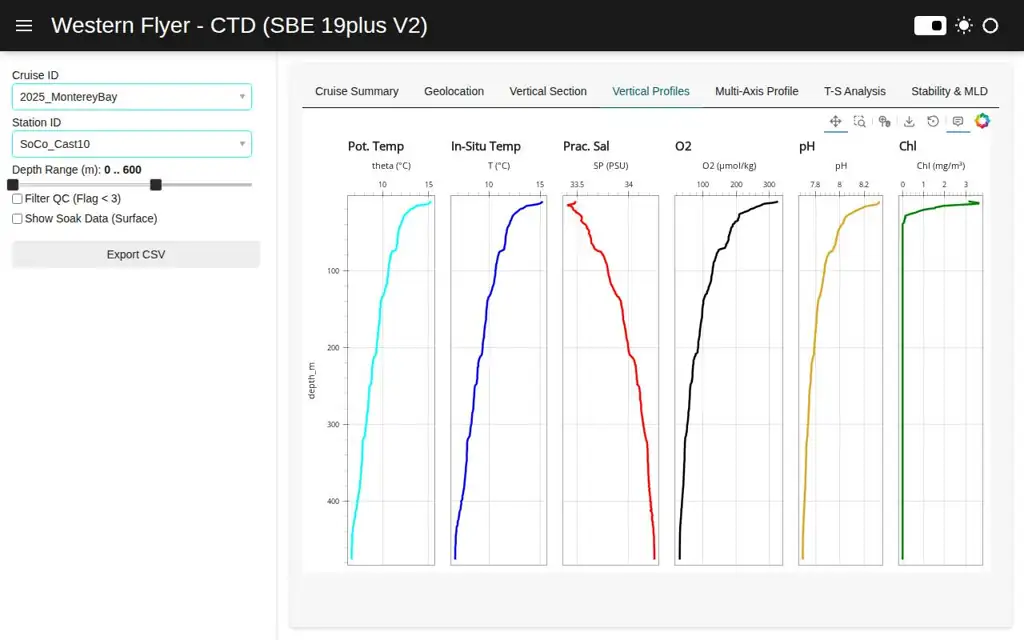 Western Flyer - CTD (SBE 19plus V2)
Cruise ID
2025_MontereyBay
Station ID
SoCo_Cast10
Depth Range (m): 0 .. 600
Filter QC (Flag < 3)
Show Soak Data (Surface)
Export CSV
Cruise Summary Geolocation Vertical Section Vertical Profiles Multi-Axis Profile T-S Analysis Stability & MLD
Pot. Temp In-Situ Temp Prac. Sal O2 pH Chl
theta (°C) T (°C) SP (PSU) O2 (µmol/kg) pH Chl (mg/m³)
10 15 10 15 33.5 34 100 200 300 7.8 8 8.2 0 1 2 3
100
200
depth_m
300
400